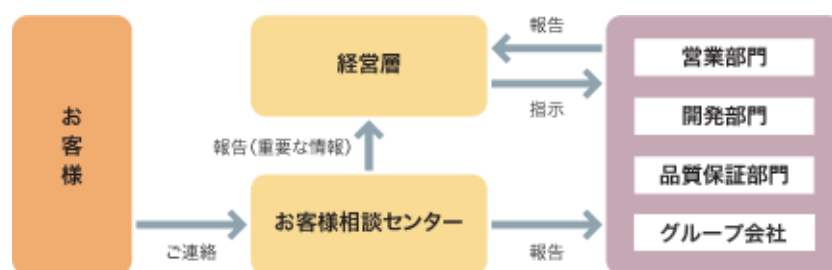 お客様
経営層
報告
指示
営業部門
開発部門
品質保証部門
グループ会社
報告(重要な情報)
お客様相談センター
ご連絡
報告